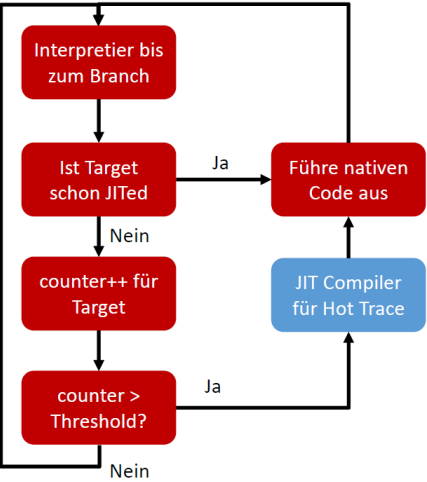 Interpretier bis
zum Branch
Ist Target
schon JITed
Ja
Führe nativen
Code aus
Nein
counter++ für
Target
JIT Compiler
für Hot Trace
counter >
Threshold?
Ja
Nein